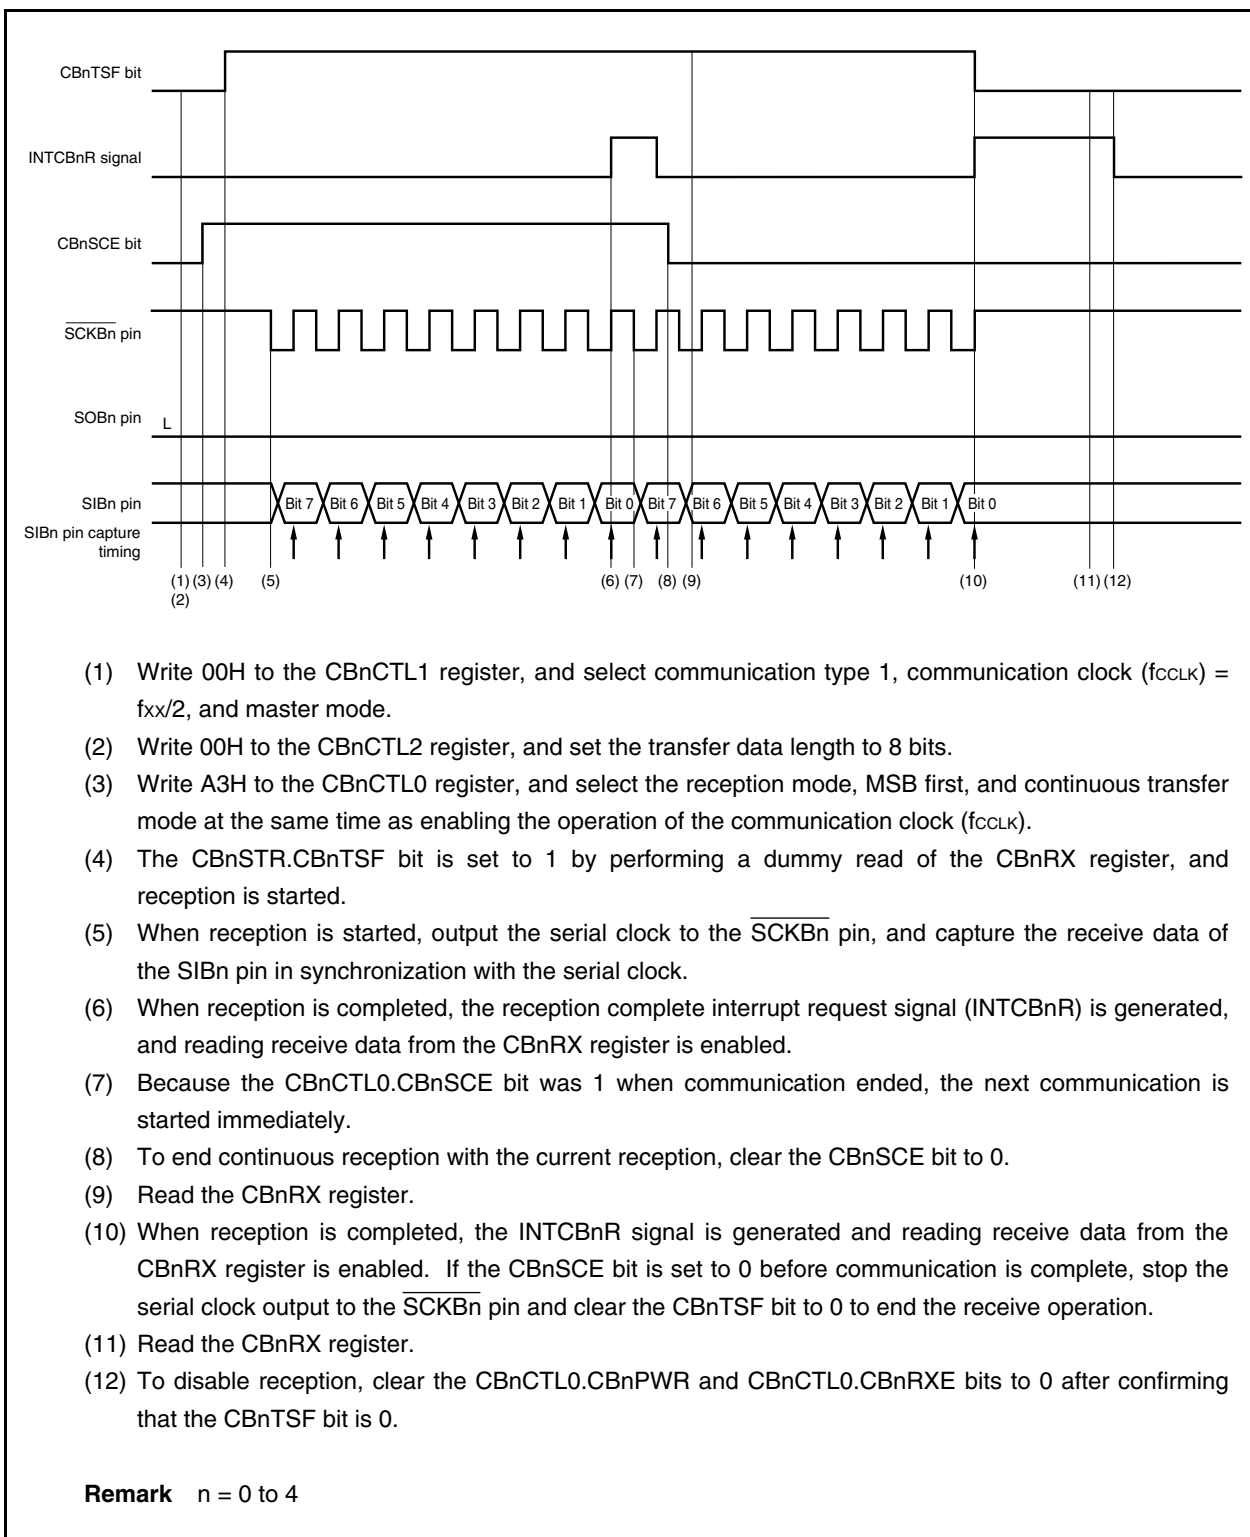 CBnTSF bit
INTCBnR signal
CBnSCE bit
SCKBn pin
SOBn pin L
SIBn pin Bit 7 Bit 6 Bit 5 Bit 4 Bit 3 Bit 2 Bit 1 Bit 0 Bit 7 Bit 6 Bit 5 Bit 4 Bit 3 Bit 2 Bit 1 Bit 0
SIBn pin capture
timing
(1) (3) (4) (5) (6) (7) (8) (9) (10) (11) (12)
(2)
(1) Write 00H to the CBnCTL1 register, and select communication type 1, communication clock (fCCLK) =
fXX/2, and master mode.
(2) Write 00H to the CBnCTL2 register, and set the transfer data length to 8 bits.
(3) Write A3H to the CBnCTL0 register, and select the reception mode, MSB first, and continuous transfer
mode at the same time as enabling the operation of the communication clock (fCCLK).
(4) The CBnSTR.CBnTSF bit is set to 1 by performing a dummy read of the CBnRX register, and
reception is started.
(5) When reception is started, output the serial clock to the SCKBn pin, and capture the receive data of
the SIBn pin in synchronization with the serial clock.
(6) When reception is completed, the reception complete interrupt request signal (INTCBnR) is generated,
and reading receive data from the CBnRX register is enabled.
(7) Because the CBnCTL0.CBnSCE bit was 1 when communication ended, the next communication is
started immediately.
(8) To end continuous reception with the current reception, clear the CBnSCE bit to 0.
(9) Read the CBnRX register.
(10) When reception is completed, the INTCBnR signal is generated and reading receive data from the
CBnRX register is enabled. If the CBnSCE bit is set to 0 before communication is complete, stop the
serial clock output to the SCKBn pin and clear the CBnTSF bit to 0 to end the receive operation.
(11) Read the CBnRX register.
(12) To disable reception, clear the CBnCTL0.CBnPWR and CBnCTL0.CBnRXE bits to 0 after confirming
that the CBnTSF bit is 0.
Remark n = 0 to 4